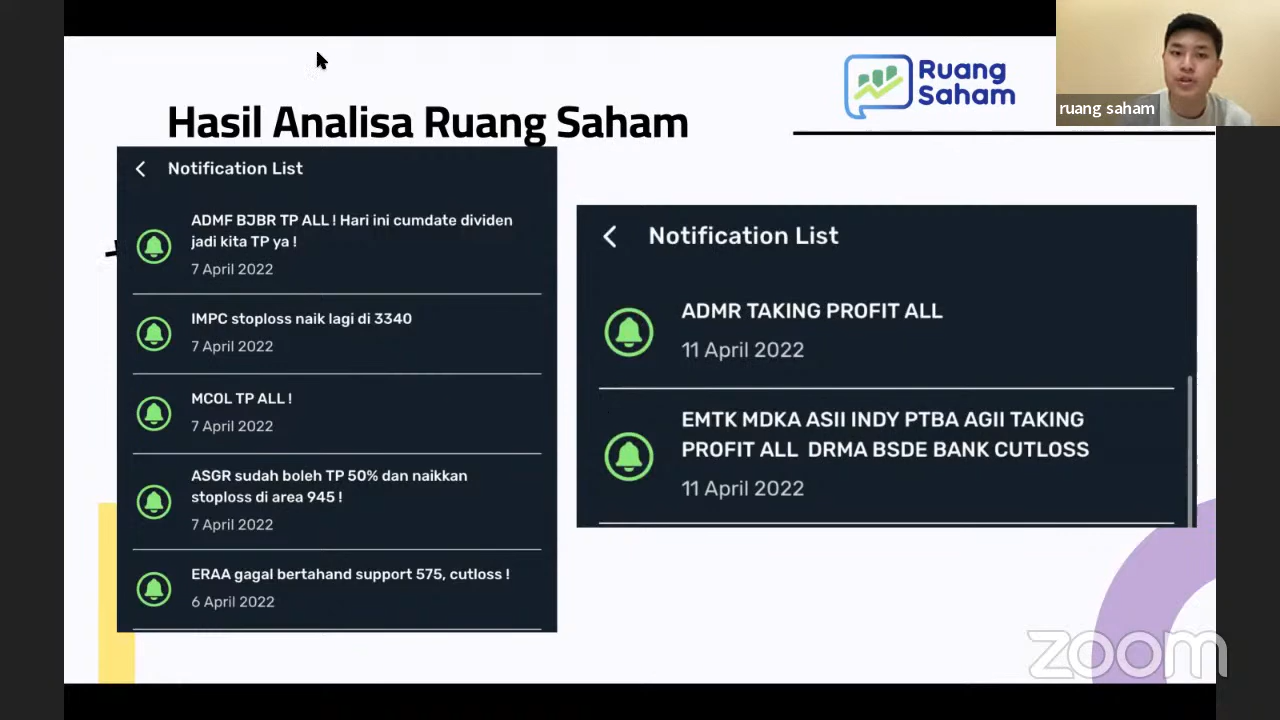 Hasil Analisa Ruang Saham
Ruang
Saham
ruang saham
Notification List
ADMF BJBR TP ALL ! Hari ini cumdate dividen
jadi kita TP ya !
7 April 2022
IMPC stoploss naik lagi di 3340
7 April 2022
MCOL TP ALL !
7 April 2022
ASGR sudah boleh TP 50% dan naikkan
stoploss di area 945 !
7 April 2022
ERAA gagal bertahand support 575, cutloss !
6 April 2022
Notification List
ADMR TAKING PROFIT ALL
11 April 2022
EMTK MDKA ASII INDY PTBA AGII TAKING
PROFIT ALL DRMA BSDE BANK CUTLOSS
11 April 2022
zoom